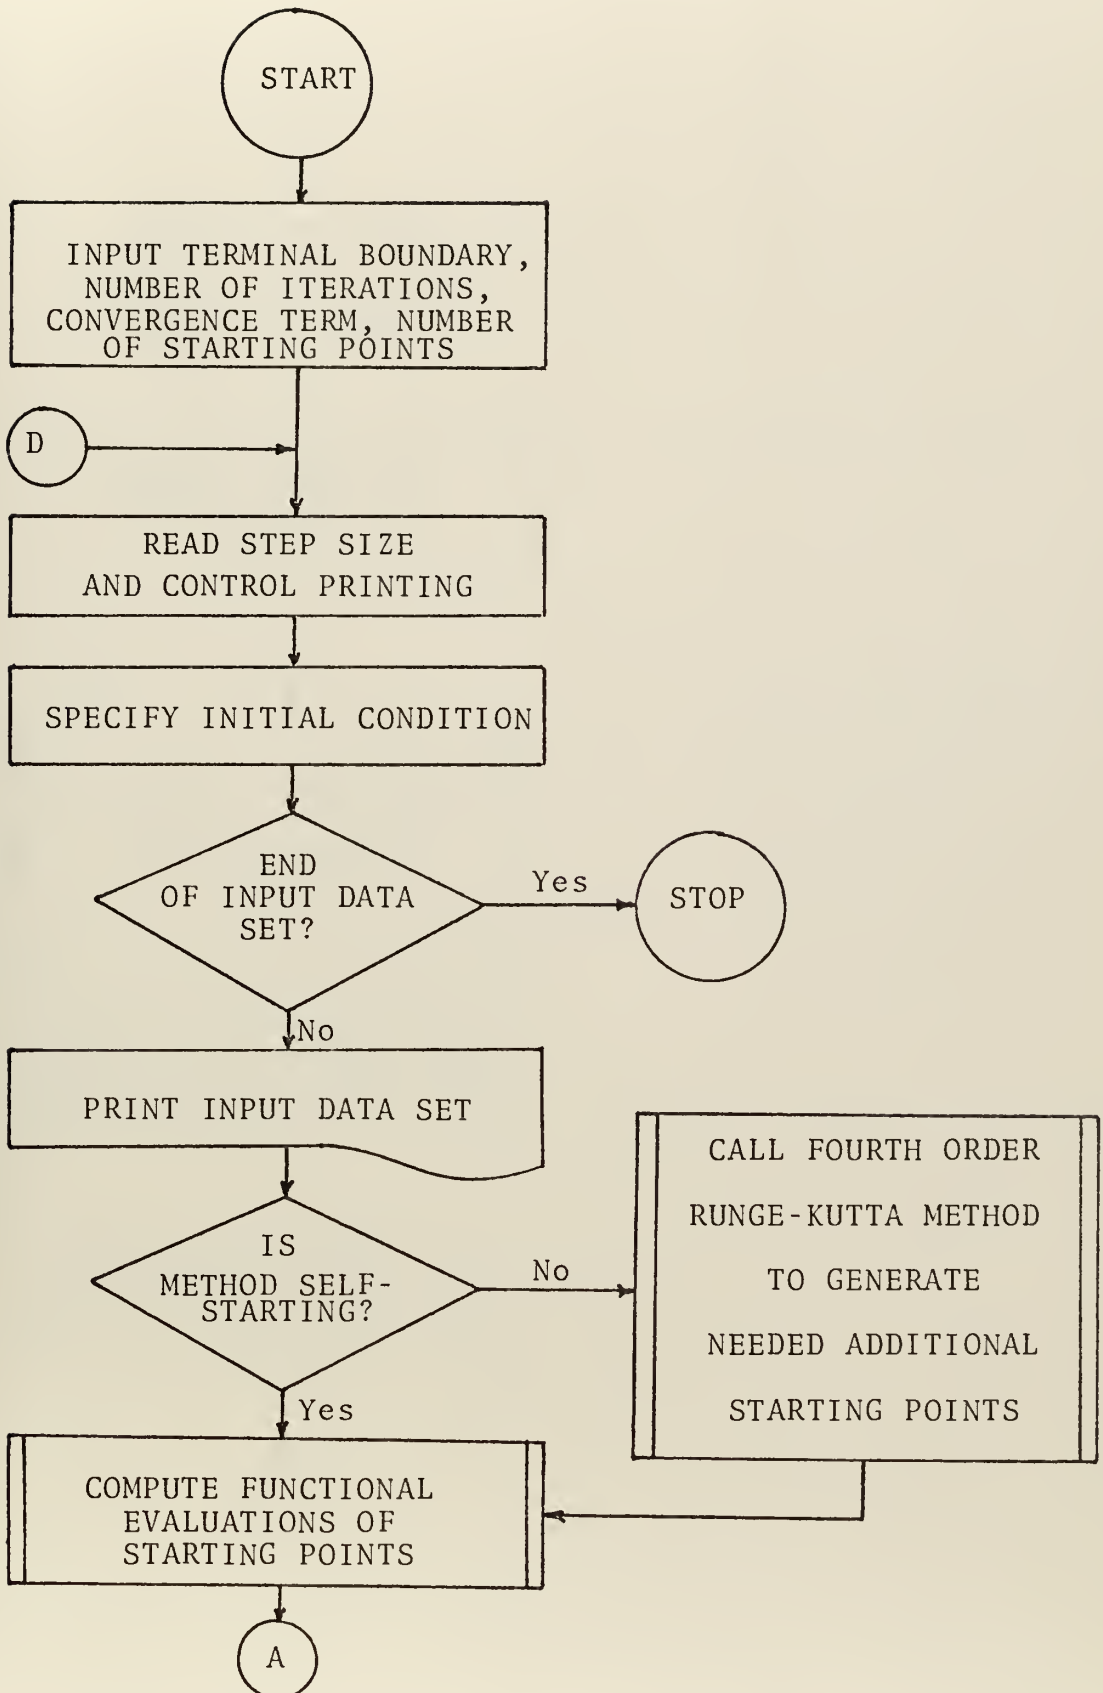 START
INPUT TERMINAL BOUNDARY,
NUMBER OF ITERATIONS,
CONVERGENCE TERM, NUMBER
OF STARTING POINTS
D
READ STEP SIZE
AND CONTROL PRINTING
SPECIFY INITIAL CONDITION
END
OF INPUT DATA
SET?
Yes
STOP
No
PRINT INPUT DATA SET
IS
METHOD SELF-
STARTING?
No
CALL FOURTH ORDER
RUNGE-KUTTA METHOD
TO GENERATE
NEEDED ADDITIONAL
STARTING POINTS
Yes
COMPUTE FUNCTIONAL
EVALUATIONS OF
STARTING POINTS
A